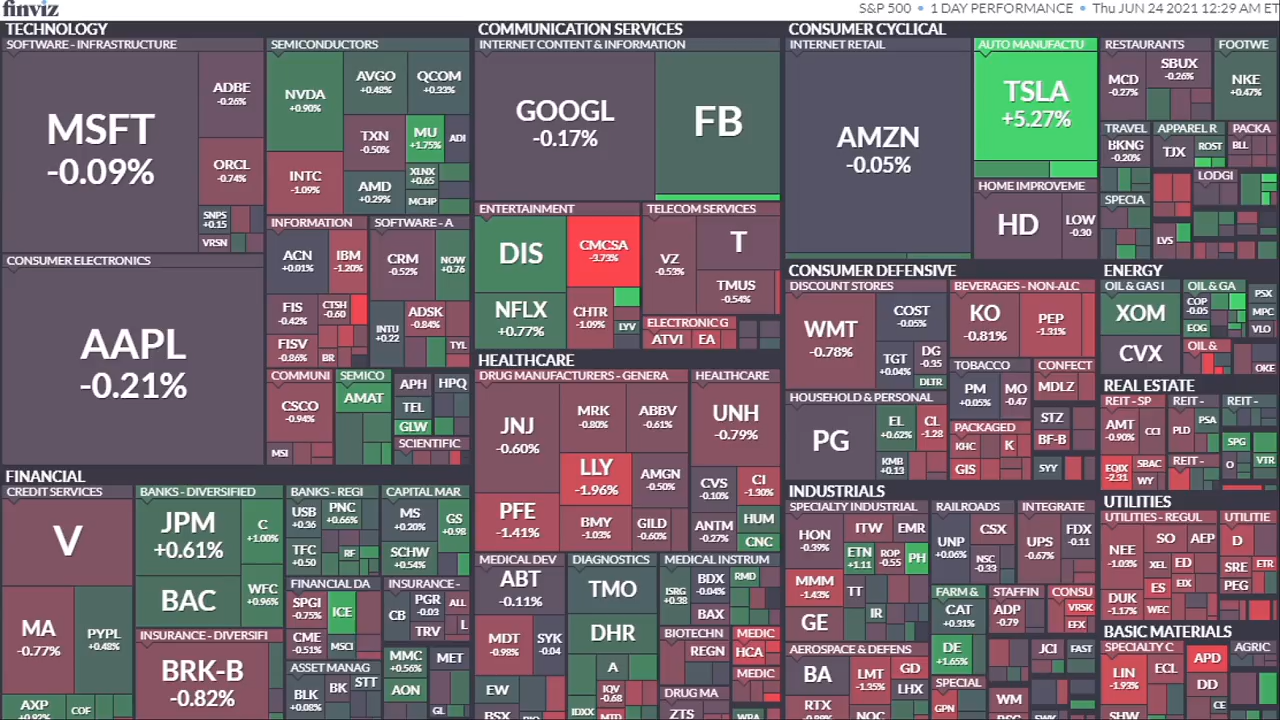 finviz
S&P 500 • 1 DAY PERFORMANCE • Thu JUN 24 2021 12:29 AM ET
TECHNOLOGY
SOFTWARE - INFRASTRUCTURE
MSFT
-0.09%
ADBE
-0.26%
ORCL
-0.74%
SNPS
+0.15
VRSN
SEMICONDUCTORS
NVDA
+0.90%
AVGO
+0.48%
QCOM
+0.33%
TXN
-0.50%
MU
+1.75%
ADI
INTC
-1.09%
AMD
+0.29%
XLNX
+0.65
MCHP
CONSUMER ELECTRONICS
AAPL
-0.21%
INFORMATION
ACN
+0.01%
IBM
-1.20%
FIS
-0.42%
CTSH
-0.60
FISV
-0.86%
BR
SOFTWARE - A
CRM
-0.52%
NOW
+0.76
INTU
+0.22
ADSK
-0.84%
TYL
COMMUNI
CSCO
-0.94%
MSI
SEMICO
AMAT
APH
HPQ
TEL
GLW
SCIENTIFIC
COMMUNICATION SERVICES
INTERNET CONTENT & INFORMATION
GOOGL
-0.17%
FB
ENTERTAINMENT
DIS
CMCSA
-3.73%
NFLX
+0.77%
CHTR
-1.09%
LYV
TELECOM SERVICES
VZ
-0.53%
T
TMUS
-0.54%
ELECTRONIC G
ATVI
EA
CONSUMER CYCLICAL
INTERNET RETAIL
AMZN
-0.05%
AUTO MANUFACTU
TSLA
+5.27%
HOME IMPROVEME
HD
LOW
-0.30
RESTAURANTS
MCD
-0.27%
SBUX
-0.26%
FOOTWE
NKE
+0.47%
TRAVEL
BKNG
-0.20%
APPAREL R
TJX
ROST
PACKA
BLL
LODGI
SPECIA
LVS
CONSUMER DEFENSIVE
DISCOUNT STORES
WMT
-0.78%
COST
-0.05%
TGT
+0.04%
DG
-0.35
DLTR
BEVERAGES - NON-ALC
KO
-0.81%
PEP
-1.31%
HOUSEHOLD & PERSONAL
PG
EL
+0.62%
CL
-1.28
KMB
+0.13
TOBACCO
PM
+0.05%
MO
-0.47
CONFECT
MDLZ
PACKAGED
KHC
K
GIS
STZ
BF-B
SYY
ENERGY
OIL & GAS I
XOM
CVX
OIL & GA
COP
-0.05
EOG
OIL &
PSX
MPC
VLO
OKE
HEALTHCARE
DRUG MANUFACTURERS - GENERA
JNJ
-0.60%
MRK
-0.80%
ABBV
-0.61%
LLY
-1.96%
AMGN
-0.50%
PFE
-1.41%
BMY
-1.03%
GILD
-0.60%
HEALTHCARE
UNH
-0.79%
CVS
-0.10%
CI
-1.30%
ANTM
-0.27%
HUM
CNC
MEDICAL DEV
ABT
-0.11%
MDT
-0.98%
SYK
-0.04
EW
BSX
DIAGNOSTICS
TMO
DHR
A
IQV
-0.68
IDXX
MTD
MEDICAL INSTRUM
ISRG
+0.38
BDX
-0.04%
RMD
BAX
BIOTECHN
REGN
MEDIC
HCA
MEDIC
DRUG MA
ZTS
WBA
REAL ESTATE
REIT - SP
AMT
-0.90%
CCI
EQIX
-2.31
SBAC
WY
REIT -
PLD
PSA
REIT -
REIT -
SPG
O
VTR
FINANCIAL
CREDIT SERVICES
V
MA
-0.77%
PYPL
+0.48%
AXP
COF
BANKS - DIVERSIFIED
JPM
+0.61%
C
+1.00%
BAC
WFC
+0.96%
INSURANCE - DIVERSIFI
BRK-B
-0.82%
BANKS - REGI
USB
+0.36
PNC
+0.66%
TFC
+0.50
RF
FINANCIAL DA
SPGI
-0.75%
ICE
CME
-0.51%
MSCI
ASSET MANAG
BLK
+0.08%
BK
STT
CAPITAL MAR
MS
+0.20%
GS
+0.98
SCHW
+0.54%
INSURANCE -
CB
PGR
-0.03
ALL
TRV
L
MMC
+0.56%
MET
AON
GL
INDUSTRIALS
SPECIALTY INDUSTRIAL
HON
-0.39%
ITW
EMR
ETN
+1.11
ROP
-0.55
PH
MMM
-1.43%
TT
GE
IR
RAILROADS
UNP
+0.06%
CSX
NSC
-0.33
INTEGRATE
UPS
-0.67%
FDX
-0.11
FARM &
CAT
+0.31%
DE
+1.65%
STAFFIN
ADP
-0.79
CONSU
VRSK
EFX
AEROSPACE & DEFENS
BA
LMT
-1.35%
GD
LHX
RTX
NOC
SPECIAL
GPN
JCI
FAST
WM
UTILITIES
UTILITIES - REGUL
NEE
-1.03%
SO
AEP
XEL
ED
DUK
-1.17%
ES
EIX
WEC
UTILITIE
D
SRE
ETR
PEG
BASIC MATERIALS
SPECIALTY C
LIN
-1.93%
ECL
APD
DD
SHW
CE
AGRIC